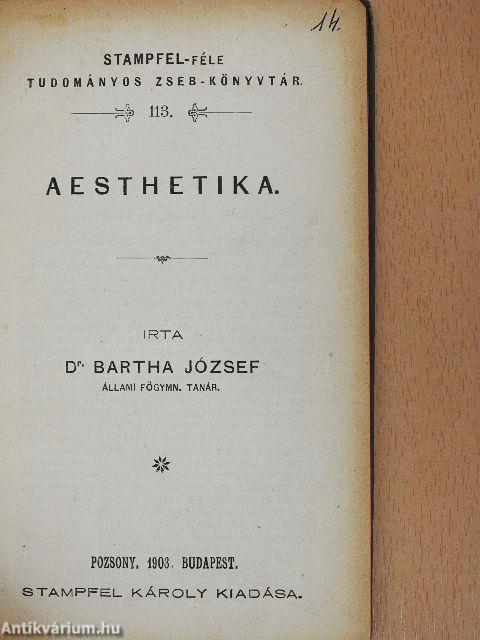 14.
STAMPFEL-FÉLE
TUDOMÁNYOS ZSEB-KÖNYVTÁR.
113.
AESTHETIKA.
IRTA
Dr. BARTHA JÓZSEF
ÁLLAMI FŐGYMN. TANÁR.
POZSONY, 1903. BUDAPEST.
STAMPFEL KÁROLY KIADÁSA.
Antikvárium.hu